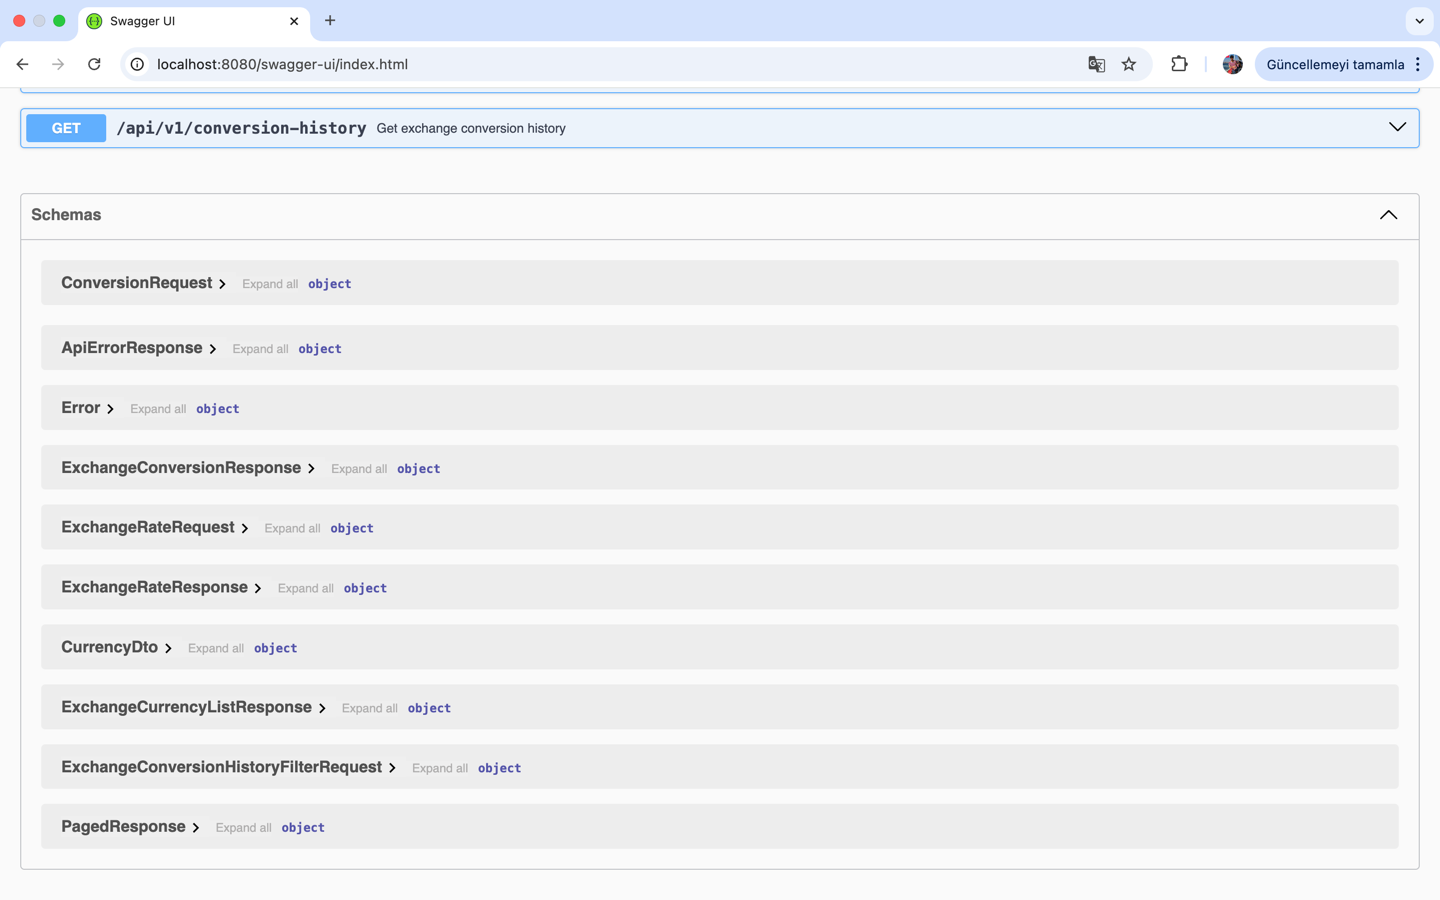 Swagger UI
localhost:8080/swagger-ui/index.html
Güncellemeyi tamamla
GET /api/v1/conversion-history Get exchange conversion history
Schemas
ConversionRequest Expand all object
ApiErrorResponse Expand all object
Error Expand all object
ExchangeConversionResponse Expand all object
ExchangeRateRequest Expand all object
ExchangeRateResponse Expand all object
CurrencyDto Expand all object
ExchangeCurrencyListResponse Expand all object
ExchangeConversionHistoryFilterRequest Expand all object
PagedResponse Expand all object